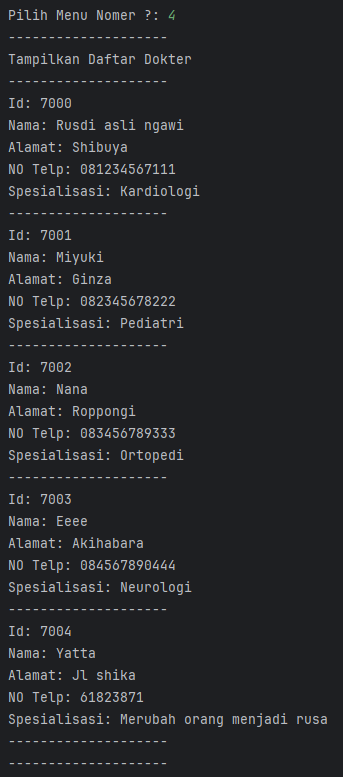 Pilih Menu Nomer ?: 4
--------------------
Tampilkan Daftar Dokter
--------------------
Id: 7000
Nama: Rusdi asli ngawi
Alamat: Shibuya
NO Telp: 081234567111
Spesialisasi: Kardiologi
--------------------
Id: 7001
Nama: Miyuki
Alamat: Ginza
NO Telp: 082345678222
Spesialisasi: Pediatri
--------------------
Id: 7002
Nama: Nana
Alamat: Roppongi
NO Telp: 083456789333
Spesialisasi: Ortopedi
--------------------
Id: 7003
Nama: Eeee
Alamat: Akihabara
NO Telp: 084567890444
Spesialisasi: Neurologi
--------------------
Id: 7004
Nama: Yatta
Alamat: Jl shika
NO Telp: 61823871
Spesialisasi: Merubah orang menjadi rusa
--------------------
--------------------